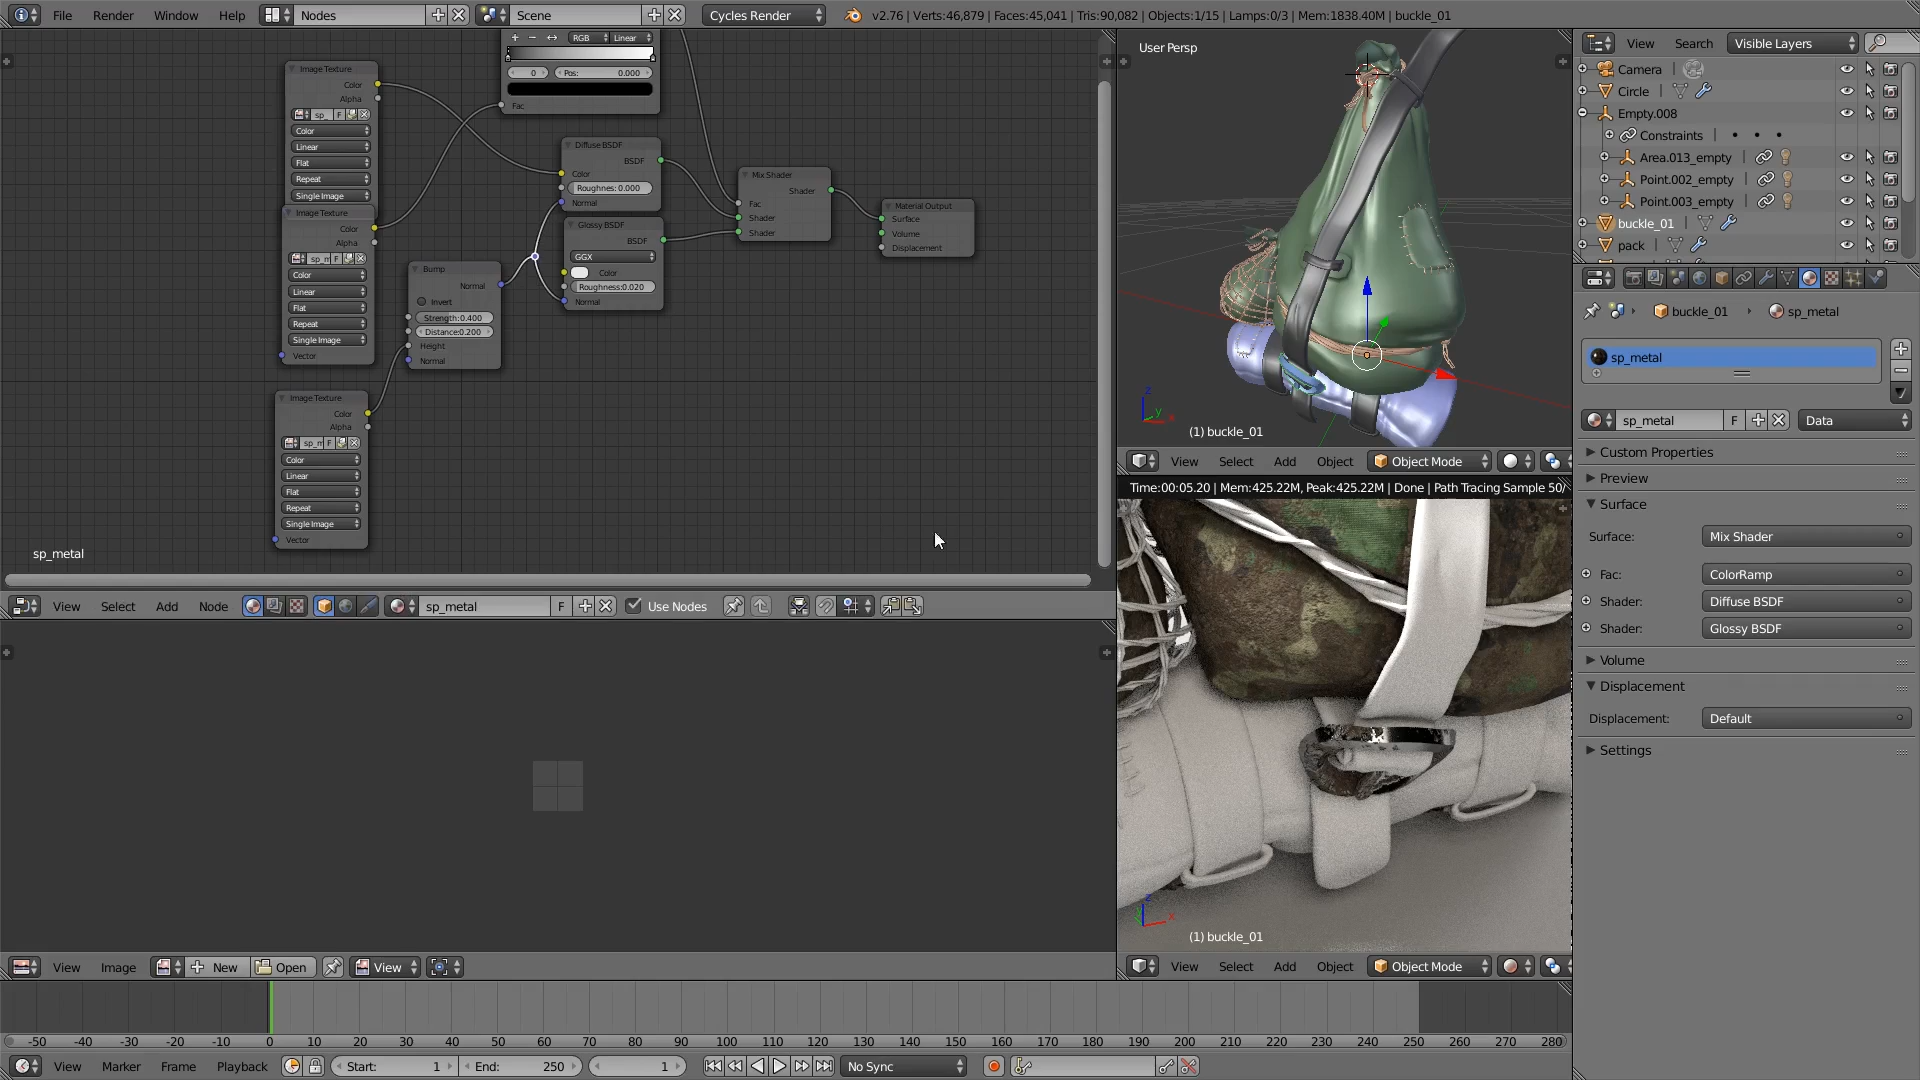 File Render Window Help Nodes Scene Cycles Render v2.76 | Verts:46,879 | Faces:45,041 | Tris:90,082 | Objects:1/15 | Lamps:0/3 | Mem:1838.40M | buckle_01
RGB Linear
0 Pos: 0.000
Fac
Image Texture
Color
Alpha
sp_ F
Color
Linear
Flat
Repeat
Single Image
Image Texture
Color
Alpha
F
Color
Linear
Flat
Repeat
Single Image
Vector
Image Texture
Color
Alpha
F
Color
Linear
Flat
Repeat
Single Image
Vector
Bump
Normal
Invert
Strength:0.400
Distance:0.200
Height
Normal
Diffuse BSDF
BSDF
Color
Roughness: 0.000
Normal
Glossy BSDF
BSDF
GGX
Color
Roughness:0.020
Normal
Mix Shader
Shader
Fac
Shader
Shader
Material Output
Surface
Volume
Displacement
sp_metal
View Select Add Node sp_metal F Use Nodes
View Image New Open View
User Persp
z
y
x
(1) buckle_01
View Select Add Object Object Mode
Time:00:05.20 | Mem:425.22M, Peak:425.22M | Done | Path Tracing Sample 50/
z
x
(1) buckle_01
View Select Add Object Object Mode
View Search Visible Layers
Camera
Circle
Empty.008
Constraints
Area.013_empty
Point.002_empty
Point.003_empty
buckle_01
pack
buckle_01 sp_metal
sp_metal
sp_metal F Data
Custom Properties
Preview
Surface
Surface: Mix Shader
Fac: ColorRamp
Shader: Diffuse BSDF
Shader: Glossy BSDF
Volume
Displacement
Displacement: Default
Settings
-50 -40 -30 -20 -10 0 10 20 30 40 50 60 70 80 90 100 110 120 130 140 150 160 170 180 190 200 210 220 230 240 250 260 270 280
View Marker Frame Playback Start: 1 End: 250 1 No Sync